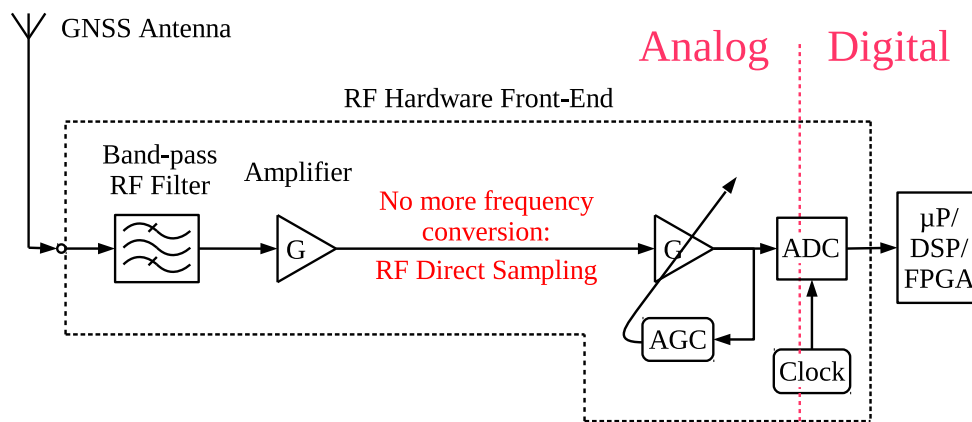 GNSS Antenna
Analog
Digital
RF Hardware Front-End
Band-pass
RF Filter
Amplifier
No more frequency
conversion:
RF Direct Sampling
G
G
ADC
µP/
DSP/
FPGA
AGC
Clock